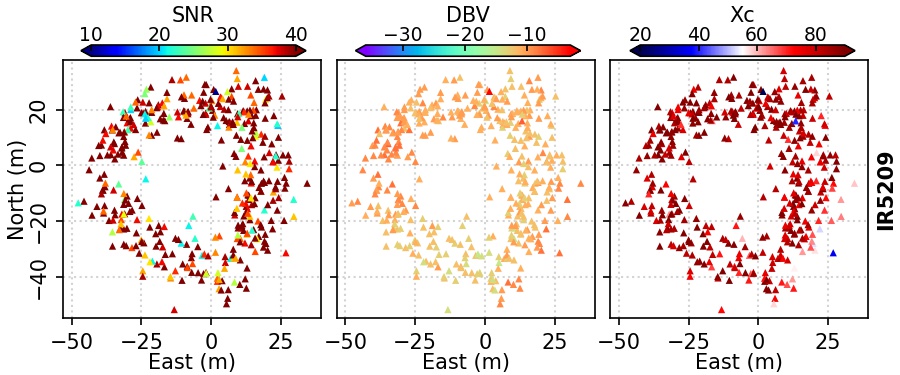 SNR DBV Xc
10 20 30 40 −30 −20 −10 20 40 60 80
North (m)
20
0
−20
−40
−50 −25 0 25 −50 −25 0 25 −50 −25 0 25
East (m) East (m) East (m)
IR5209